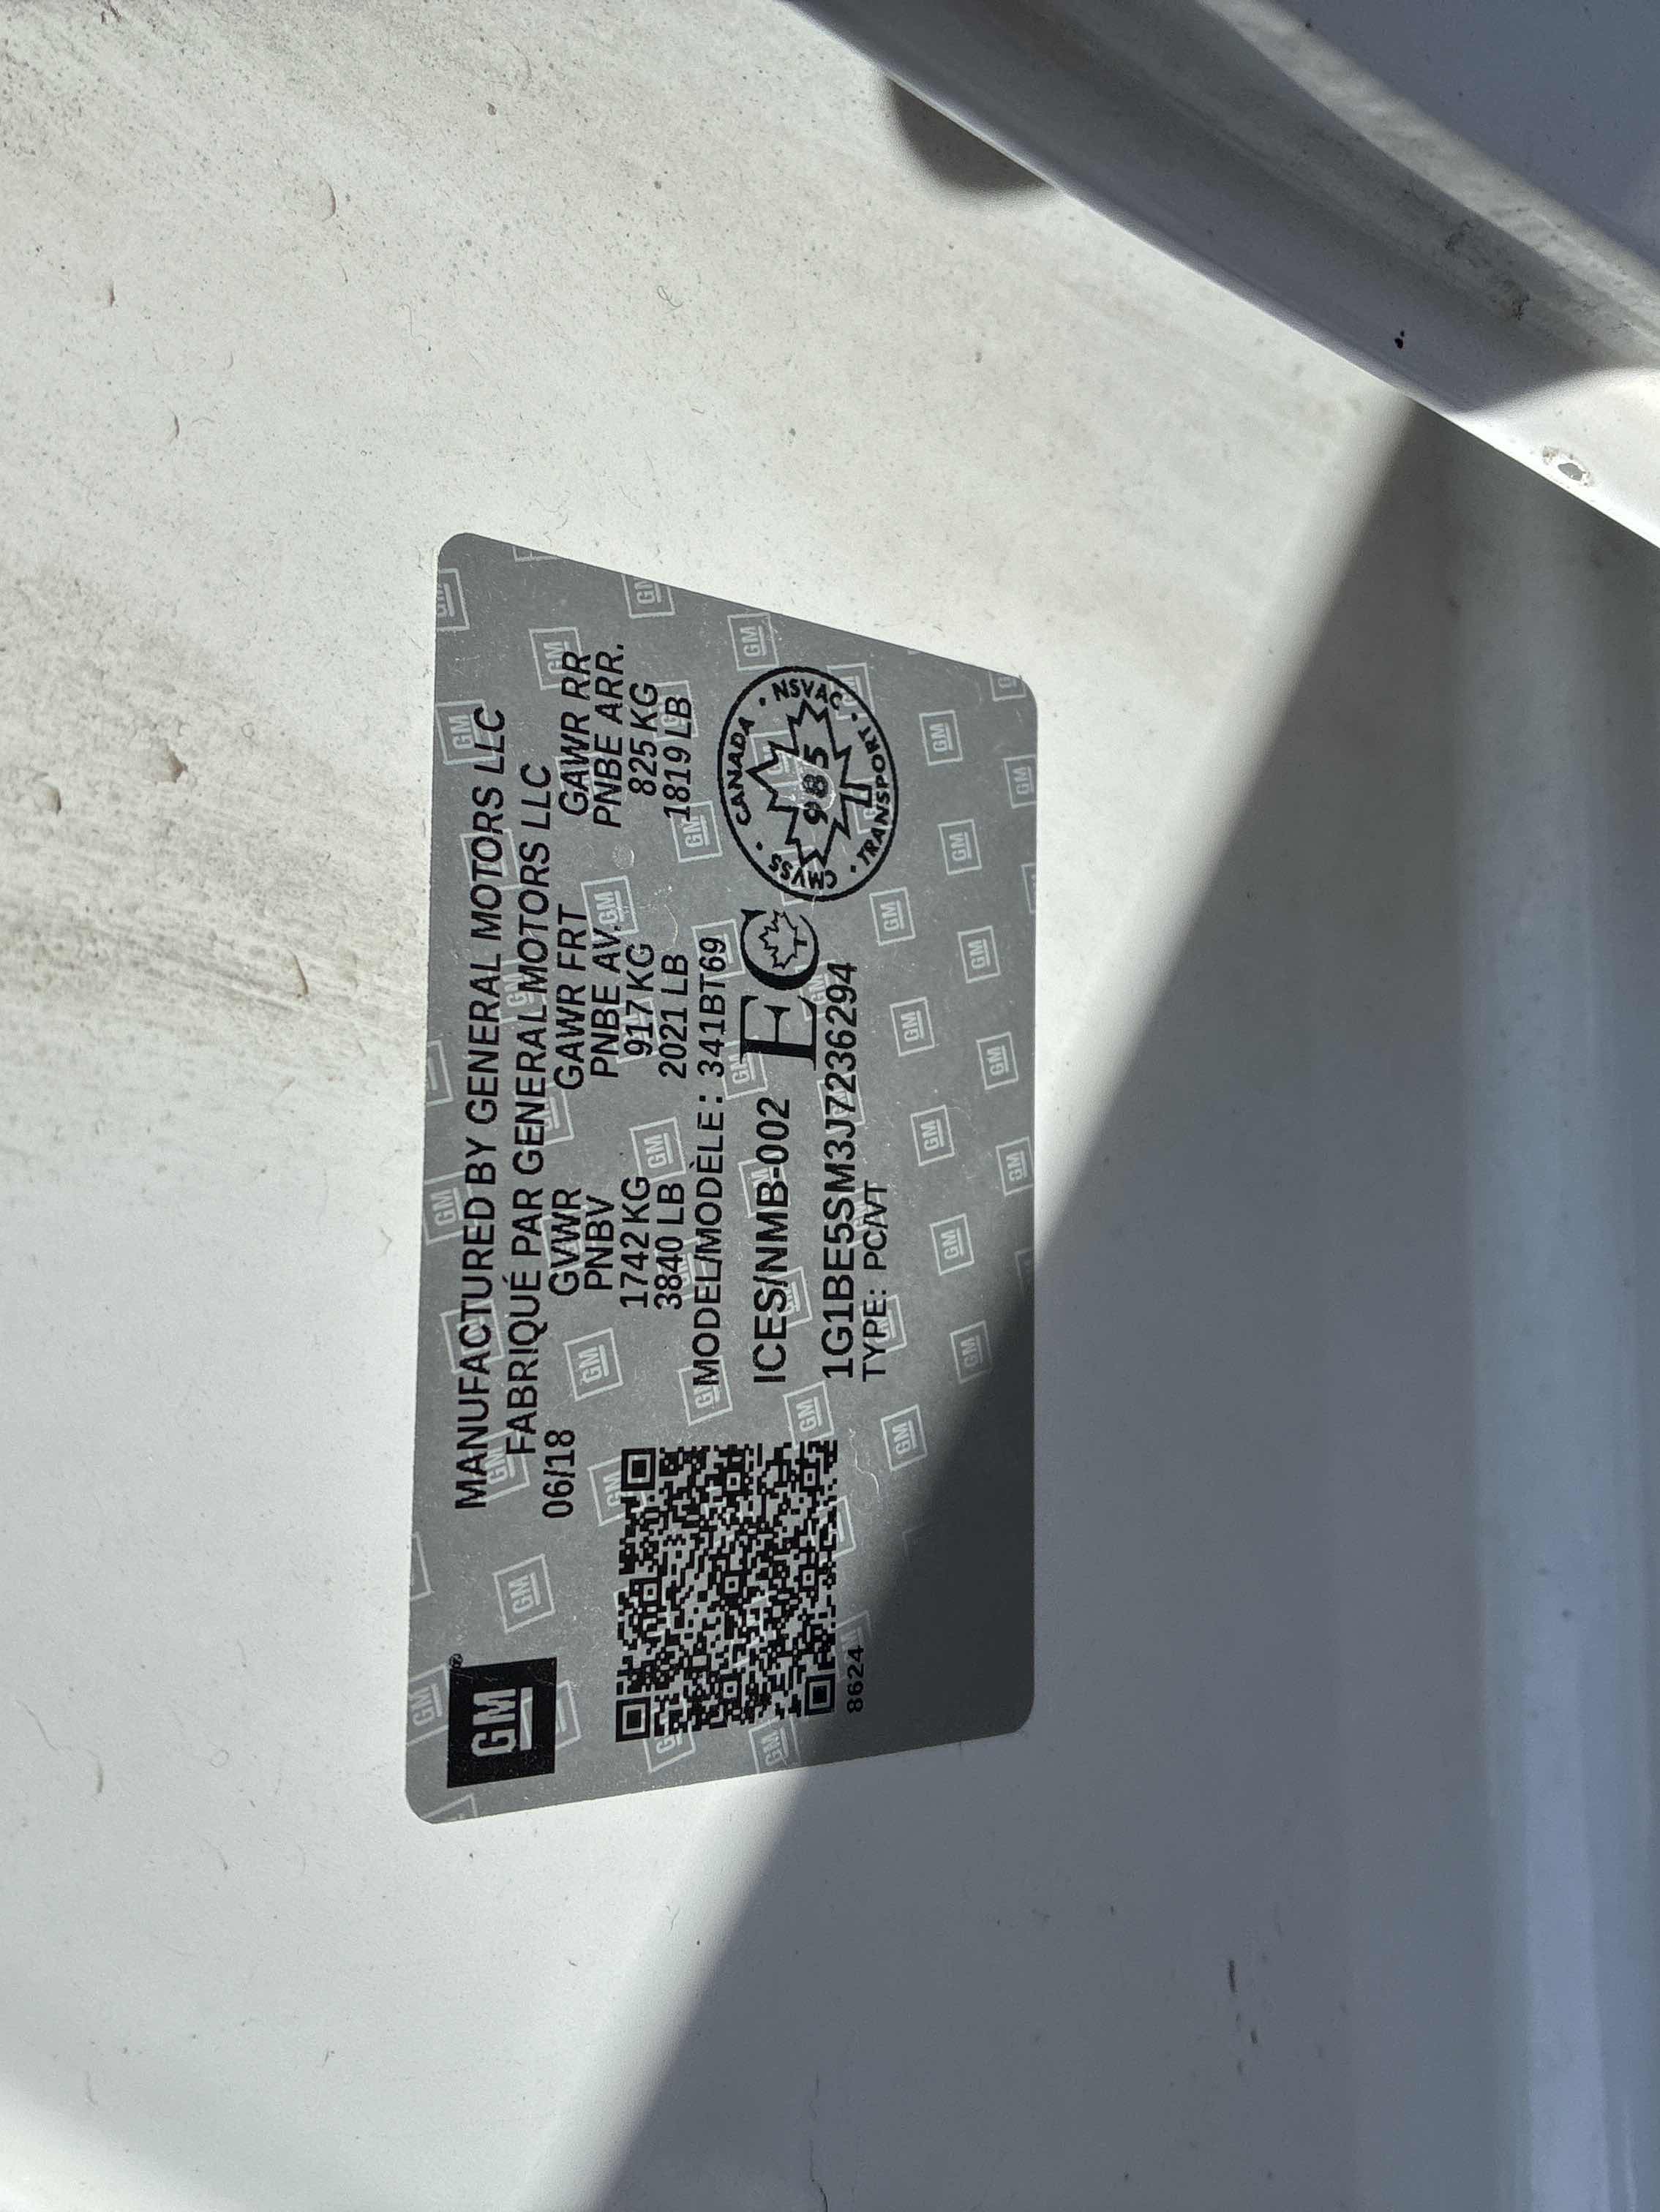 GM®
MANUFACTURED BY GENERAL MOTORS LLC
FABRIQUÉ PAR GENERAL MOTORS LLC
06/18 GVWR GAWR FRT GAWR RR
PNBV PNBE AV. PNBE ARR.
1742 KG 917 KG 825 KG
3840 LB 2021 LB 1819 LB
MODEL/MODÈLE: 341BT69
ICES/NMB-002 EC
CANADA · NSVAC · TRANSPORT · CMVSS ·
985
1G1BE5SM3J7236294
TYPE: PC/VT
8624